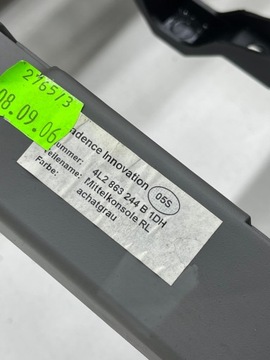 2765/3
08.09.06
adence Innovation
ummer: 4L2 863 244 B 1DH
eilename: Mittelkonsole RL
Farbe: achatgrau
05S